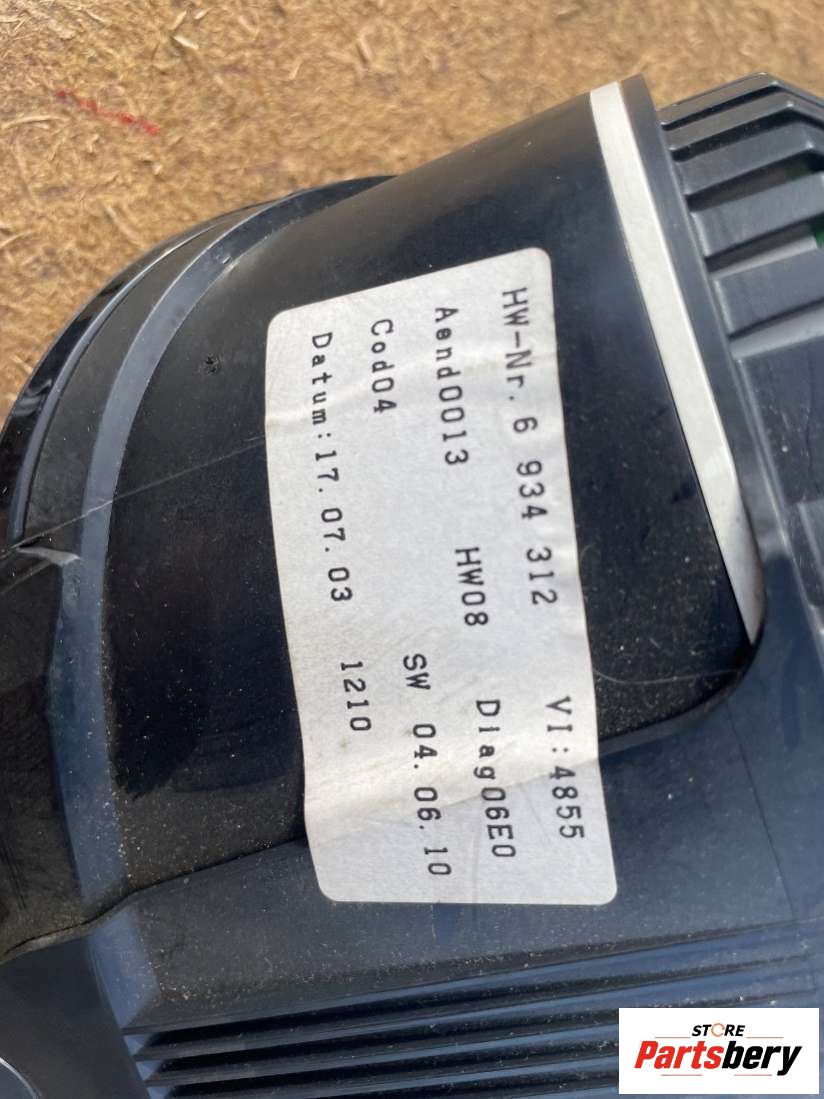 HW-Nr. 6 934 312 VI:4855
Aend0013 HW08 Diag06E0
Cod04 SW 04.06.10
Datum:17.07.03 1210
STORE
Partsbery